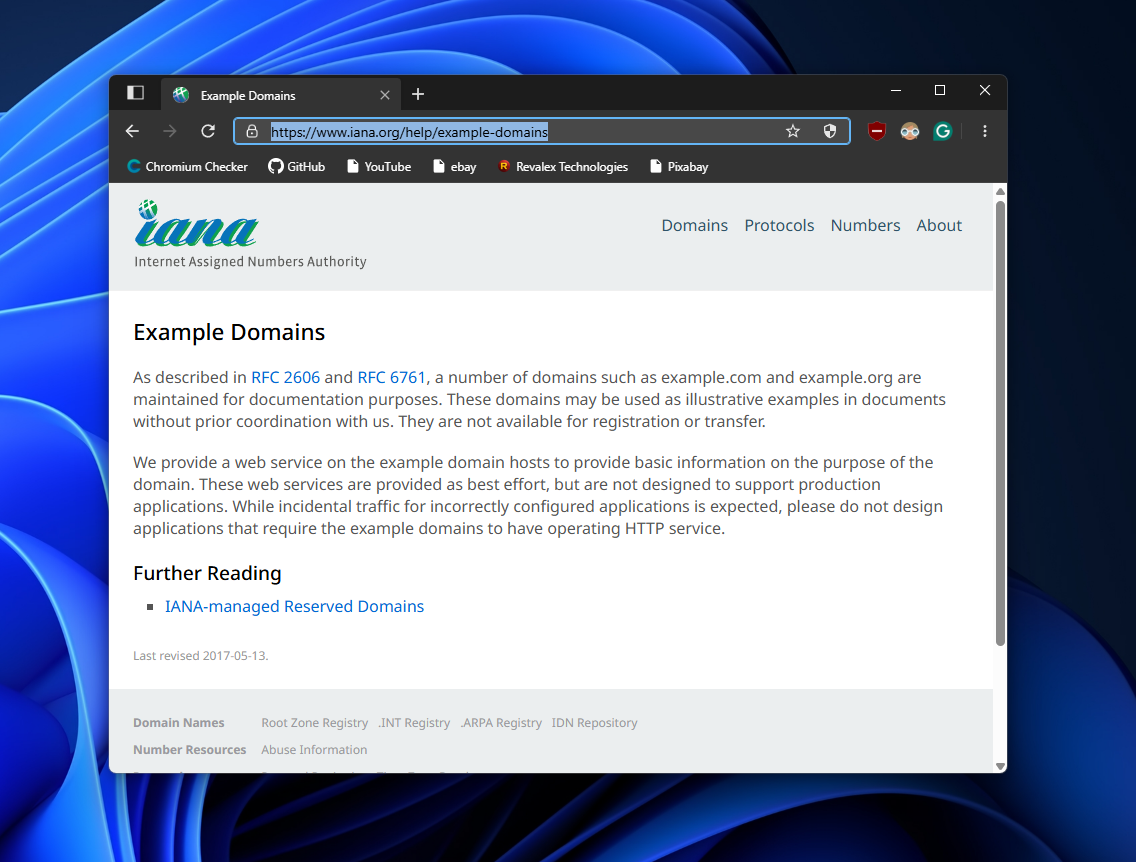 Example Domains
https://www.iana.org/help/example-domains
Chromium Checker GitHub YouTube ebay Revalex Technologies Pixabay
iana
Internet Assigned Numbers Authority
Domains Protocols Numbers About
Example Domains
As described in RFC 2606 and RFC 6761, a number of domains such as example.com and example.org are
maintained for documentation purposes. These domains may be used as illustrative examples in documents
without prior coordination with us. They are not available for registration or transfer.
We provide a web service on the example domain hosts to provide basic information on the purpose of the
domain. These web services are provided as best effort, but are not designed to support production
applications. While incidental traffic for incorrectly configured applications is expected, please do not design
applications that require the example domains to have operating HTTP service.
Further Reading
IANA-managed Reserved Domains
Last revised 2017-05-13.
Domain Names Root Zone Registry .INT Registry .ARPA Registry IDN Repository
Number Resources Abuse Information